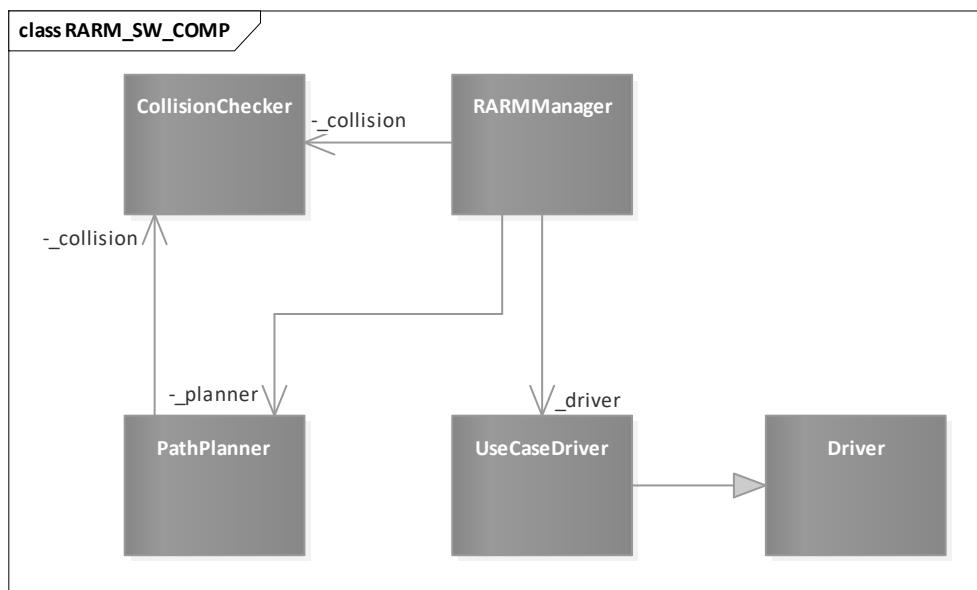 class RARM_SW_COMP
CollisionChecker
RARMManager
-_collision
-_collision
-_planner
_driver
PathPlanner
UseCaseDriver
Driver